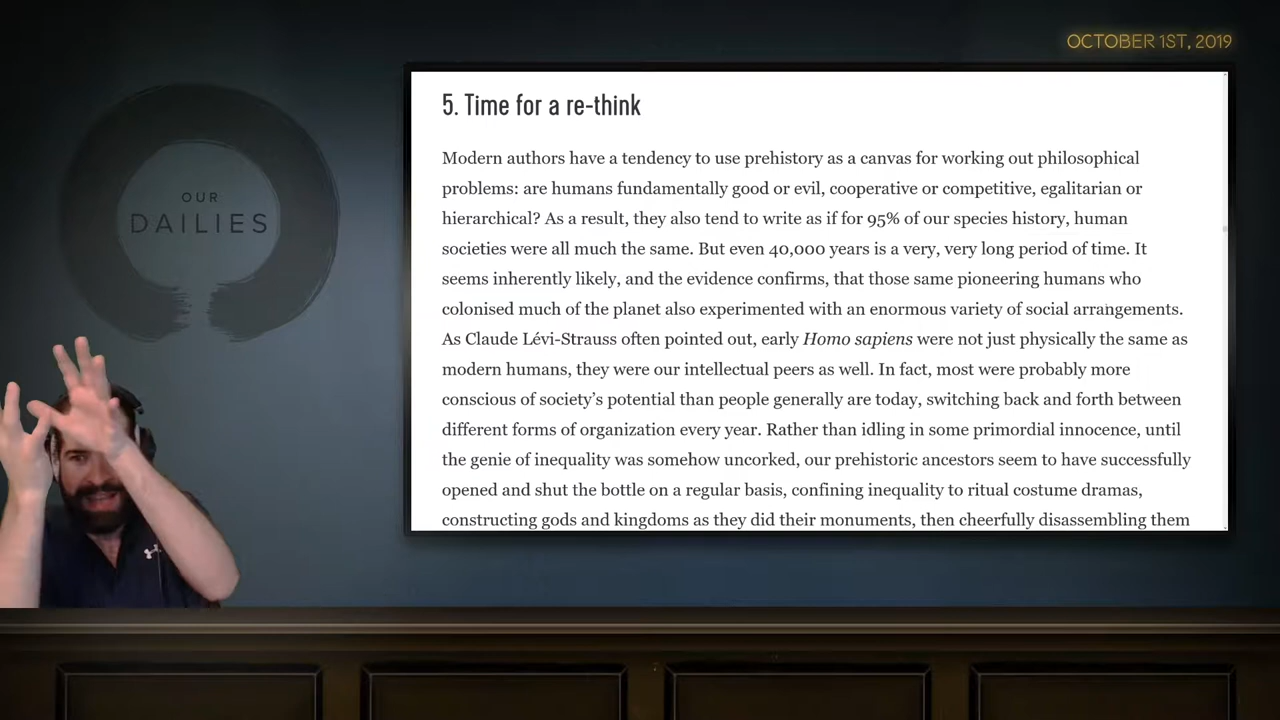 OCTOBER 1ST, 2019
OUR
DAILIES
5. Time for a re-think
Modern authors have a tendency to use prehistory as a canvas for working out philosophical
problems: are humans fundamentally good or evil, cooperative or competitive, egalitarian or
hierarchical? As a result, they also tend to write as if for 95% of our species history, human
societies were all much the same. But even 40,000 years is a very, very long period of time. It
seems inherently likely, and the evidence confirms, that those same pioneering humans who
colonised much of the planet also experimented with an enormous variety of social arrangements.
As Claude Lévi-Strauss often pointed out, early Homo sapiens were not just physically the same as
modern humans, they were our intellectual peers as well. In fact, most were probably more
conscious of society’s potential than people generally are today, switching back and forth between
different forms of organization every year. Rather than idling in some primordial innocence, until
the genie of inequality was somehow uncorked, our prehistoric ancestors seem to have successfully
opened and shut the bottle on a regular basis, confining inequality to ritual costume dramas,
constructing gods and kingdoms as they did their monuments, then cheerfully disassembling them